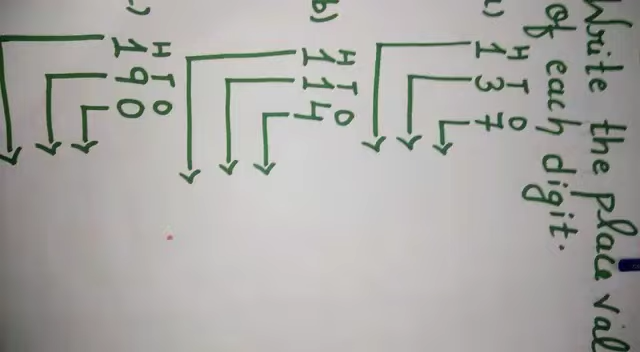 Write the place val
of each digit.
a) H T O
1 3 7
b) H T O
1 1 4
c) H T O
1 9 0